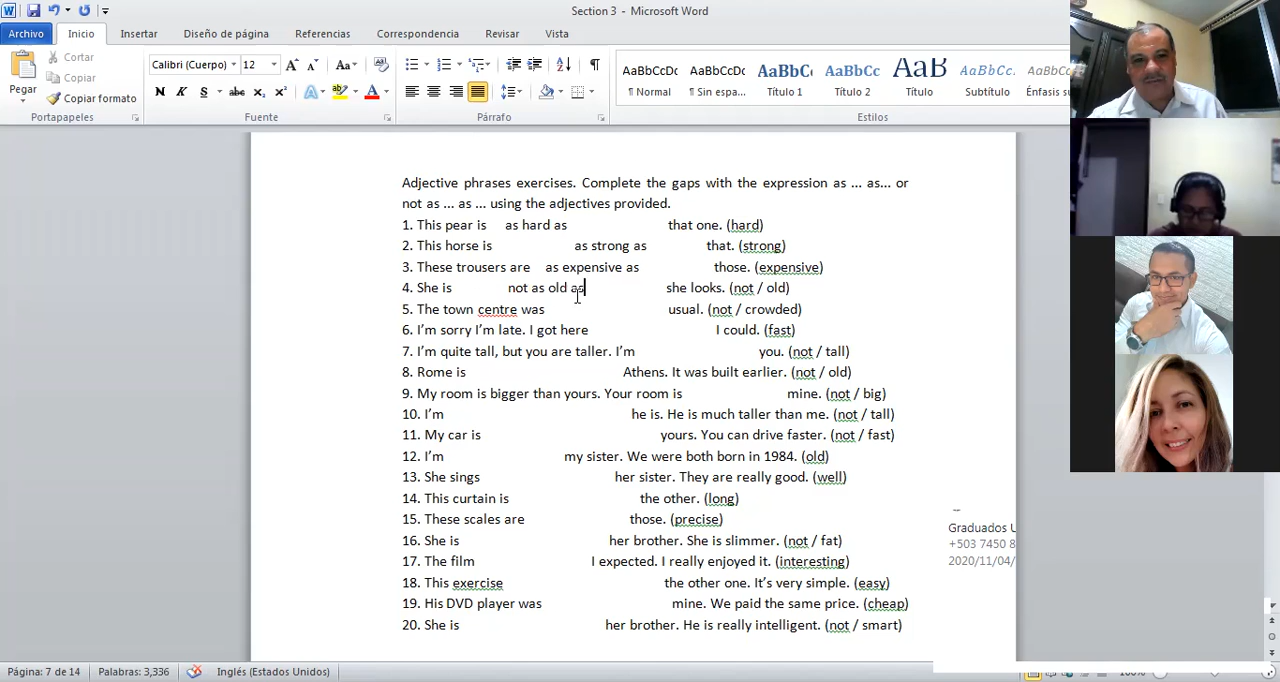 Section 3 - Microsoft Word
Archivo Inicio Insertar Diseño de página Referencias Correspondencia Revisar Vista
Cortar
Copiar
Pegar
Copiar formato
Portapapeles
Calibri (Cuerpo) 12
Fuente
Párrafo
AaBbCcDc AaBbCcDc AaBbC AaBbCc AaB AaBbCc. AaBbCcDc
¶ Normal ¶ Sin espa... Título 1 Título 2 Título Subtítulo Énfasis
Estilos
Adjective phrases exercises. Complete the gaps with the expression as ... as... or
not as ... as ... using the adjectives provided.
1. This pear is as hard as that one. (hard)
2. This horse is as strong as that. (strong)
3. These trousers are as expensive as those. (expensive)
4. She is not as old as she looks. (not / old)
5. The town centre was usual. (not / crowded)
6. I’m sorry I’m late. I got here I could. (fast)
7. I’m quite tall, but you are taller. I’m you. (not / tall)
8. Rome is Athens. It was built earlier. (not / old)
9. My room is bigger than yours. Your room is mine. (not / big)
10. I’m he is. He is much taller than me. (not / tall)
11. My car is yours. You can drive faster. (not / fast)
12. I’m my sister. We were both born in 1984. (old)
13. She sings her sister. They are really good. (well)
14. This curtain is the other. (long)
15. These scales are those. (precise)
16. She is her brother. She is slimmer. (not / fat)
17. The film I expected. I really enjoyed it. (interesting)
18. This exercise the other one. It’s very simple. (easy)
19. His DVD player was mine. We paid the same price. (cheap)
20. She is her brother. He is really intelligent. (not / smart)
Graduados U
+503 7450 8
2020/11/04/
Página: 7 de 14 Palabras: 3,336 Inglés (Estados Unidos)